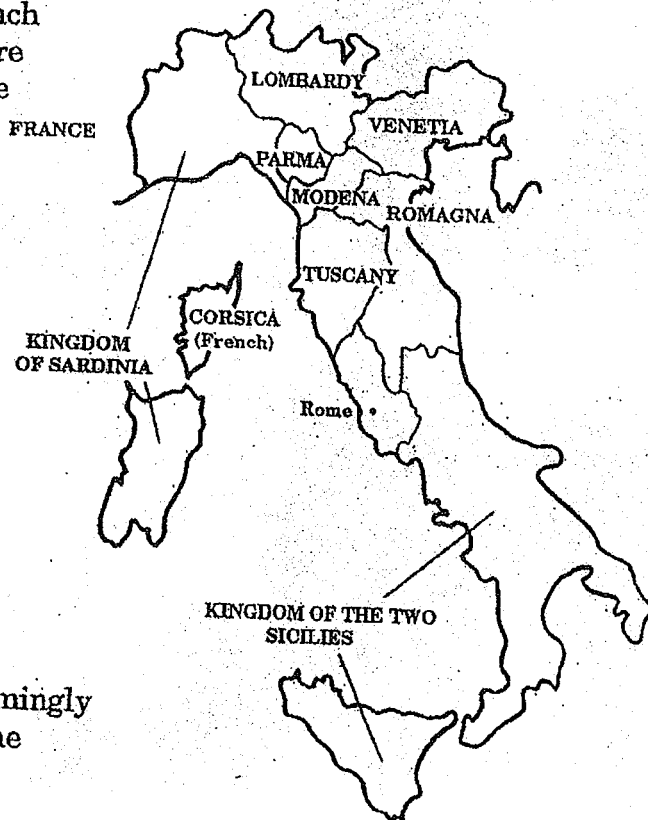 ach
re
e
FRANCE
LOMBARDY
VENETIA
PARMA
MODENA
ROMAGNA
TUSCANY
CORSICA
(French)
KINGDOM
OF SARDINIA
Rome
KINGDOM OF THE TWO
SICILIES
mingly
ne